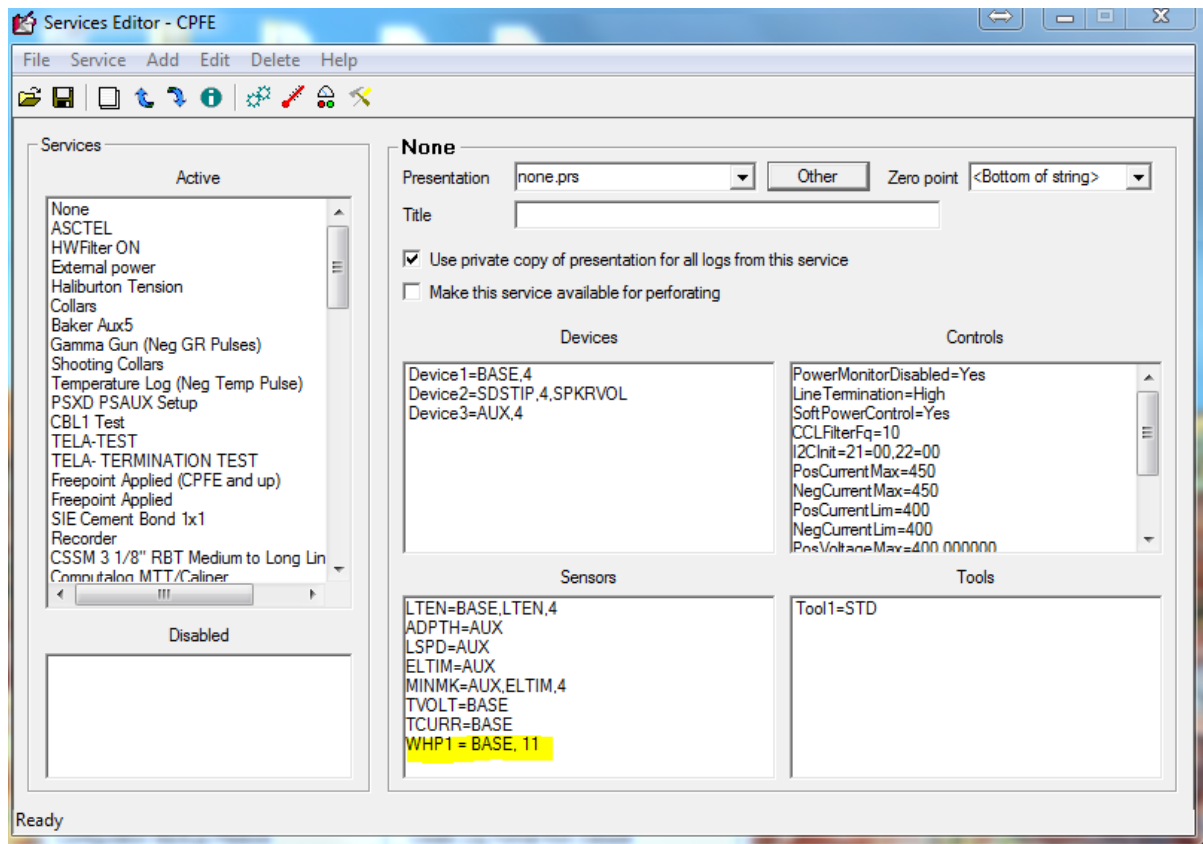 Services Editor - CPFE
File Service Add Edit Delete Help
Services
Active
None
ASCTEL
HWFilter ON
External power
Haliburton Tension
Collars
Baker Aux5
Gamma Gun (Neg GR Pulses)
Shooting Collars
Temperature Log (Neg Temp Pulse)
PSXD PSAUX Setup
CBL1 Test
TELA-TEST
TELA- TERMINATION TEST
Freepoint Applied (CPFE and up)
Freepoint Applied
SIE Cement Bond 1x1
Recorder
CSSM 3 1/8" RBT Medium to Long Lin
Computalog MTT/Caliper
Disabled
None
Presentation none.prs Other Zero point <Bottom of string>
Title
Use private copy of presentation for all logs from this service
Make this service available for perforating
Devices
Device1=BASE,4
Device2=SDSTIP,4,SPKRVOL
Device3=AUX,4
Controls
PowerMonitorDisabled=Yes
LineTermination=High
SoftPowerControl=Yes
CCLFilterFq=10
I2CInit=21=00,22=00
PosCurrentMax=450
NegCurrentMax=450
PosCurrentLim=400
NegCurrentLim=400
PosVoltageMax=400.000000
Sensors
LTEN=BASE,LTEN,4
ADPTH=AUX
LSPD=AUX
ELTIM=AUX
MINMK=AUX,ELTIM,4
TVOLT=BASE
TCURR=BASE
WHP1 = BASE, 11
Tools
Tool1=STD
Ready